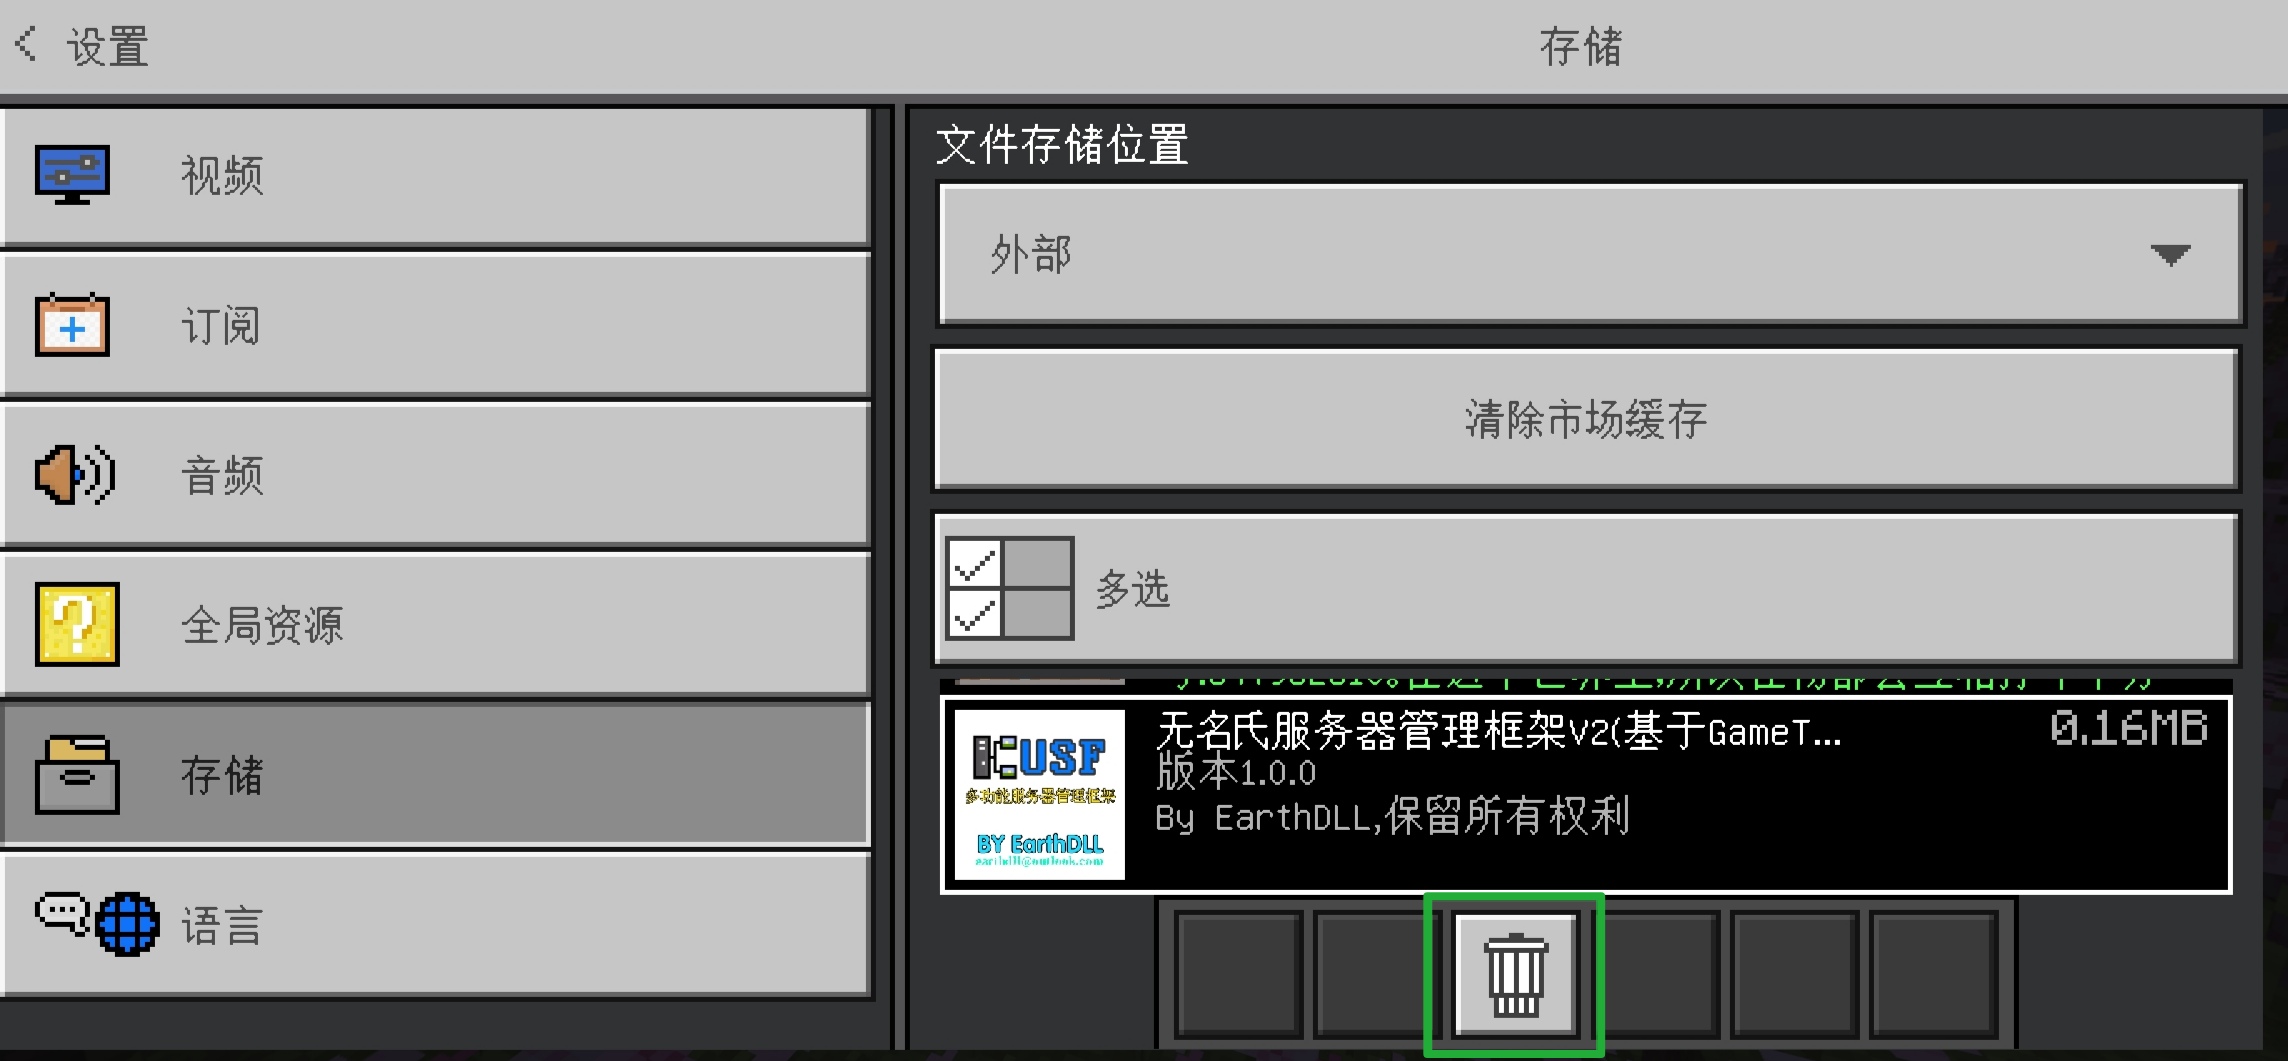 设置
存储
视频
订阅
音频
全局资源
存储
语言
文件存储位置
外部
清除市场缓存
多选
无名氏服务器管理框架V2(基于GameT...
0.16MB
版本1.0.0
By EarthDLL,保留所有权利
USF
多功能服务器管理框架
BY EarthDLL
earthdll@outlook.com